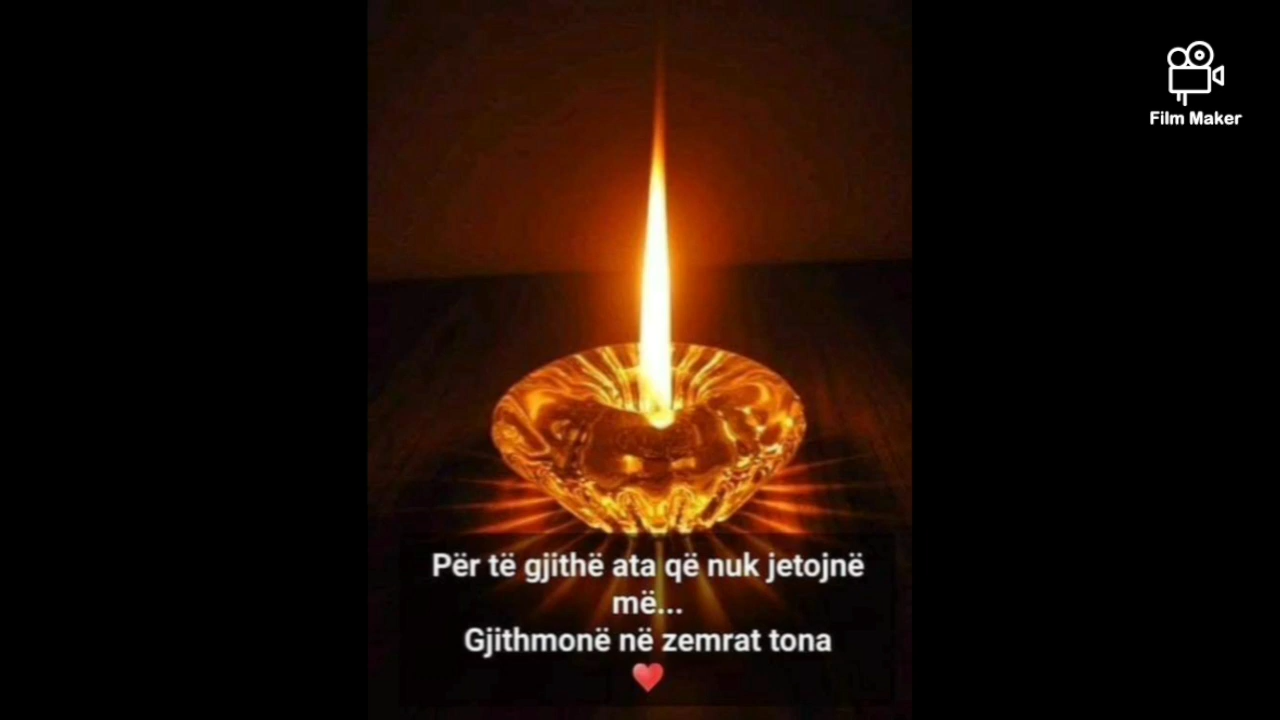 Film Maker
Për të gjithë ata që nuk jetojnë
më...
Gjithmonë në zemrat tona
♥️